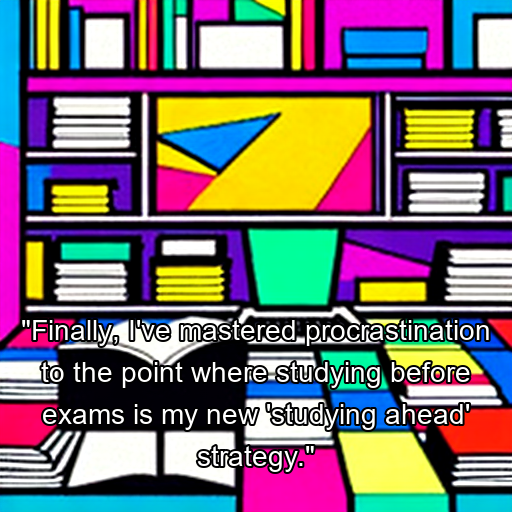 "Finally, I've mastered procrastination
to the point where studying before
exams is my new 'studying ahead'
strategy."